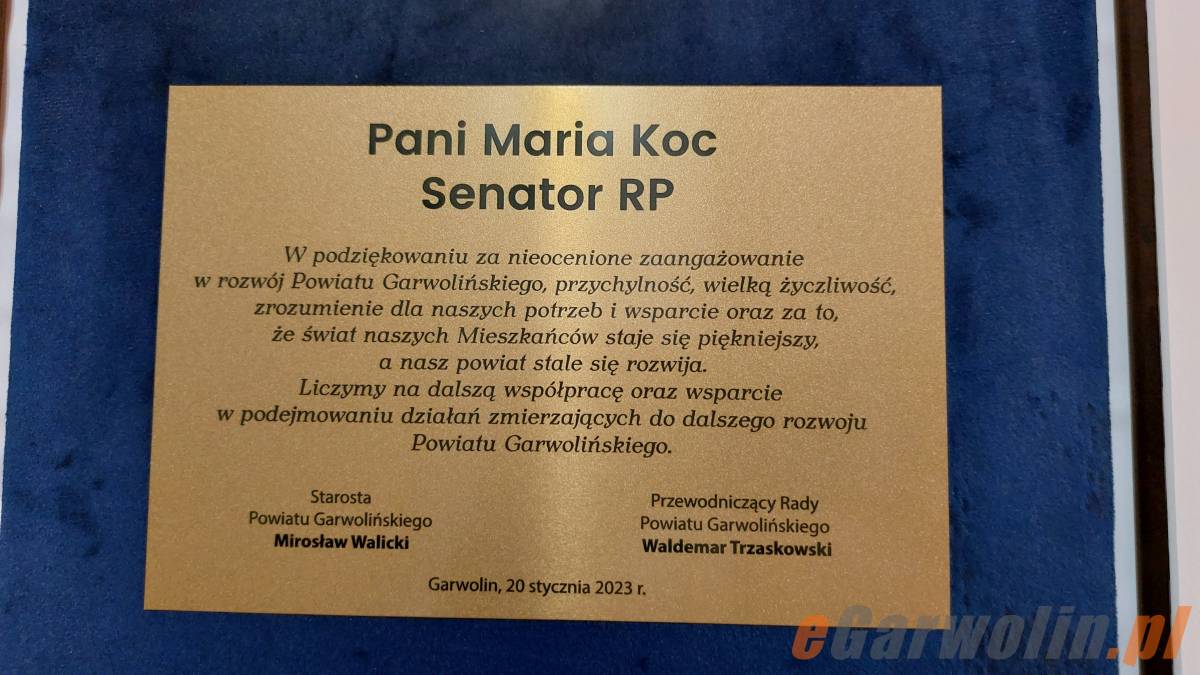 Pani Maria Koc
Senator RP
W podziękowaniu za nieocenione zaangażowanie
w rozwój Powiatu Garwolińskiego, przychylność, wielką życzliwość,
zrozumienie dla naszych potrzeb i wsparcie oraz za to,
że świat naszych Mieszkańców staje się piękniejszy,
a nasz powiat stale się rozwija.
Liczymy na dalszą współpracę oraz wsparcie
w podejmowaniu działań zmierzających do dalszego rozwoju
Powiatu Garwolińskiego.
Starosta
Powiatu Garwolińskiego
Mirosław Walicki
Przewodniczący Rady
Powiatu Garwolińskiego
Waldemar Trzaskowski
Garwolin, 20 stycznia 2023 r.
eGarwolin.pl